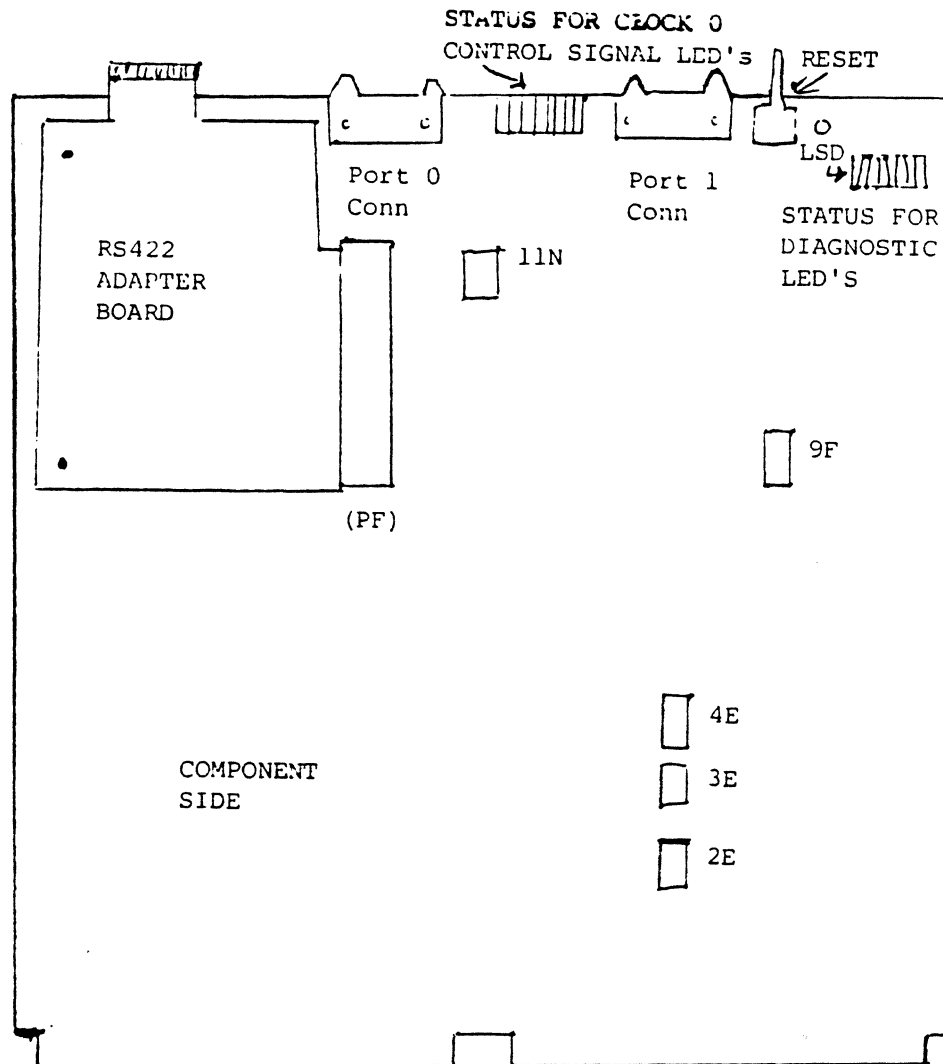 STATUS FOR CLOCK 0
CONTROL SIGNAL LED's
RESET
LSD
Port 0
Conn
Port 1
Conn
STATUS FOR
DIAGNOSTIC
LED'S
RS422
ADAPTER
BOARD
11N
9F
(PF)
4E
COMPONENT
SIDE
3E
2E